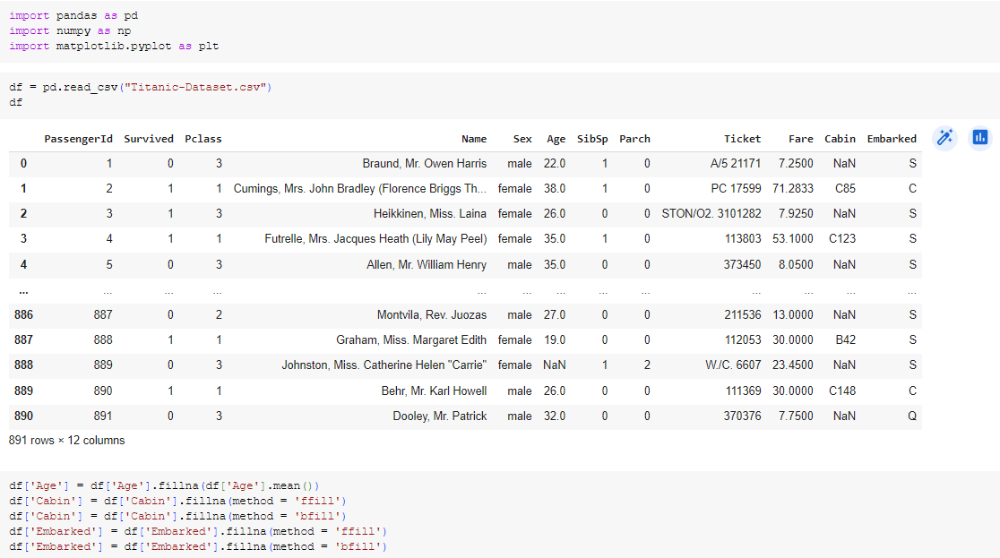 import pandas as pd
import numpy as np
import matplotlib.pyplot as plt
df = pd.read_csv("Titanic-Dataset.csv")
df
PassengerId Survived Pclass Name Sex Age SibSp Parch Ticket Fare Cabin Embarked
0 1 0 3 Braund, Mr. Owen Harris male 22.0 1 0 A/5 21171 7.2500 NaN S
1 2 1 1 Cumings, Mrs. John Bradley (Florence Briggs Th... female 38.0 1 0 PC 17599 71.2833 C85 C
2 3 1 3 Heikkinen, Miss. Laina female 26.0 0 0 STON/O2. 3101282 7.9250 NaN S
3 4 1 1 Futrelle, Mrs. Jacques Heath (Lily May Peel) female 35.0 1 0 113803 53.1000 C123 S
4 5 0 3 Allen, Mr. William Henry male 35.0 0 0 373450 8.0500 NaN S
... ... ... ... ... ... ... ... ... ... ... ... ...
886 887 0 2 Montvila, Rev. Juozas male 27.0 0 0 211536 13.0000 NaN S
887 888 1 1 Graham, Miss. Margaret Edith female 19.0 0 0 112053 30.0000 B42 S
888 889 0 3 Johnston, Miss. Catherine Helen "Carrie" female NaN 1 2 W./C. 6607 23.4500 NaN S
889 890 1 1 Behr, Mr. Karl Howell male 26.0 0 0 111369 30.0000 C148 C
890 891 0 3 Dooley, Mr. Patrick male 32.0 0 0 370376 7.7500 NaN Q
891 rows × 12 columns
df['Age'] = df['Age'].fillna(df['Age'].mean())
df['Cabin'] = df['Cabin'].fillna(method = 'ffill')
df['Cabin'] = df['Cabin'].fillna(method = 'bfill')
df['Embarked'] = df['Embarked'].fillna(method = 'ffill')
df['Embarked'] = df['Embarked'].fillna(method = 'bfill')